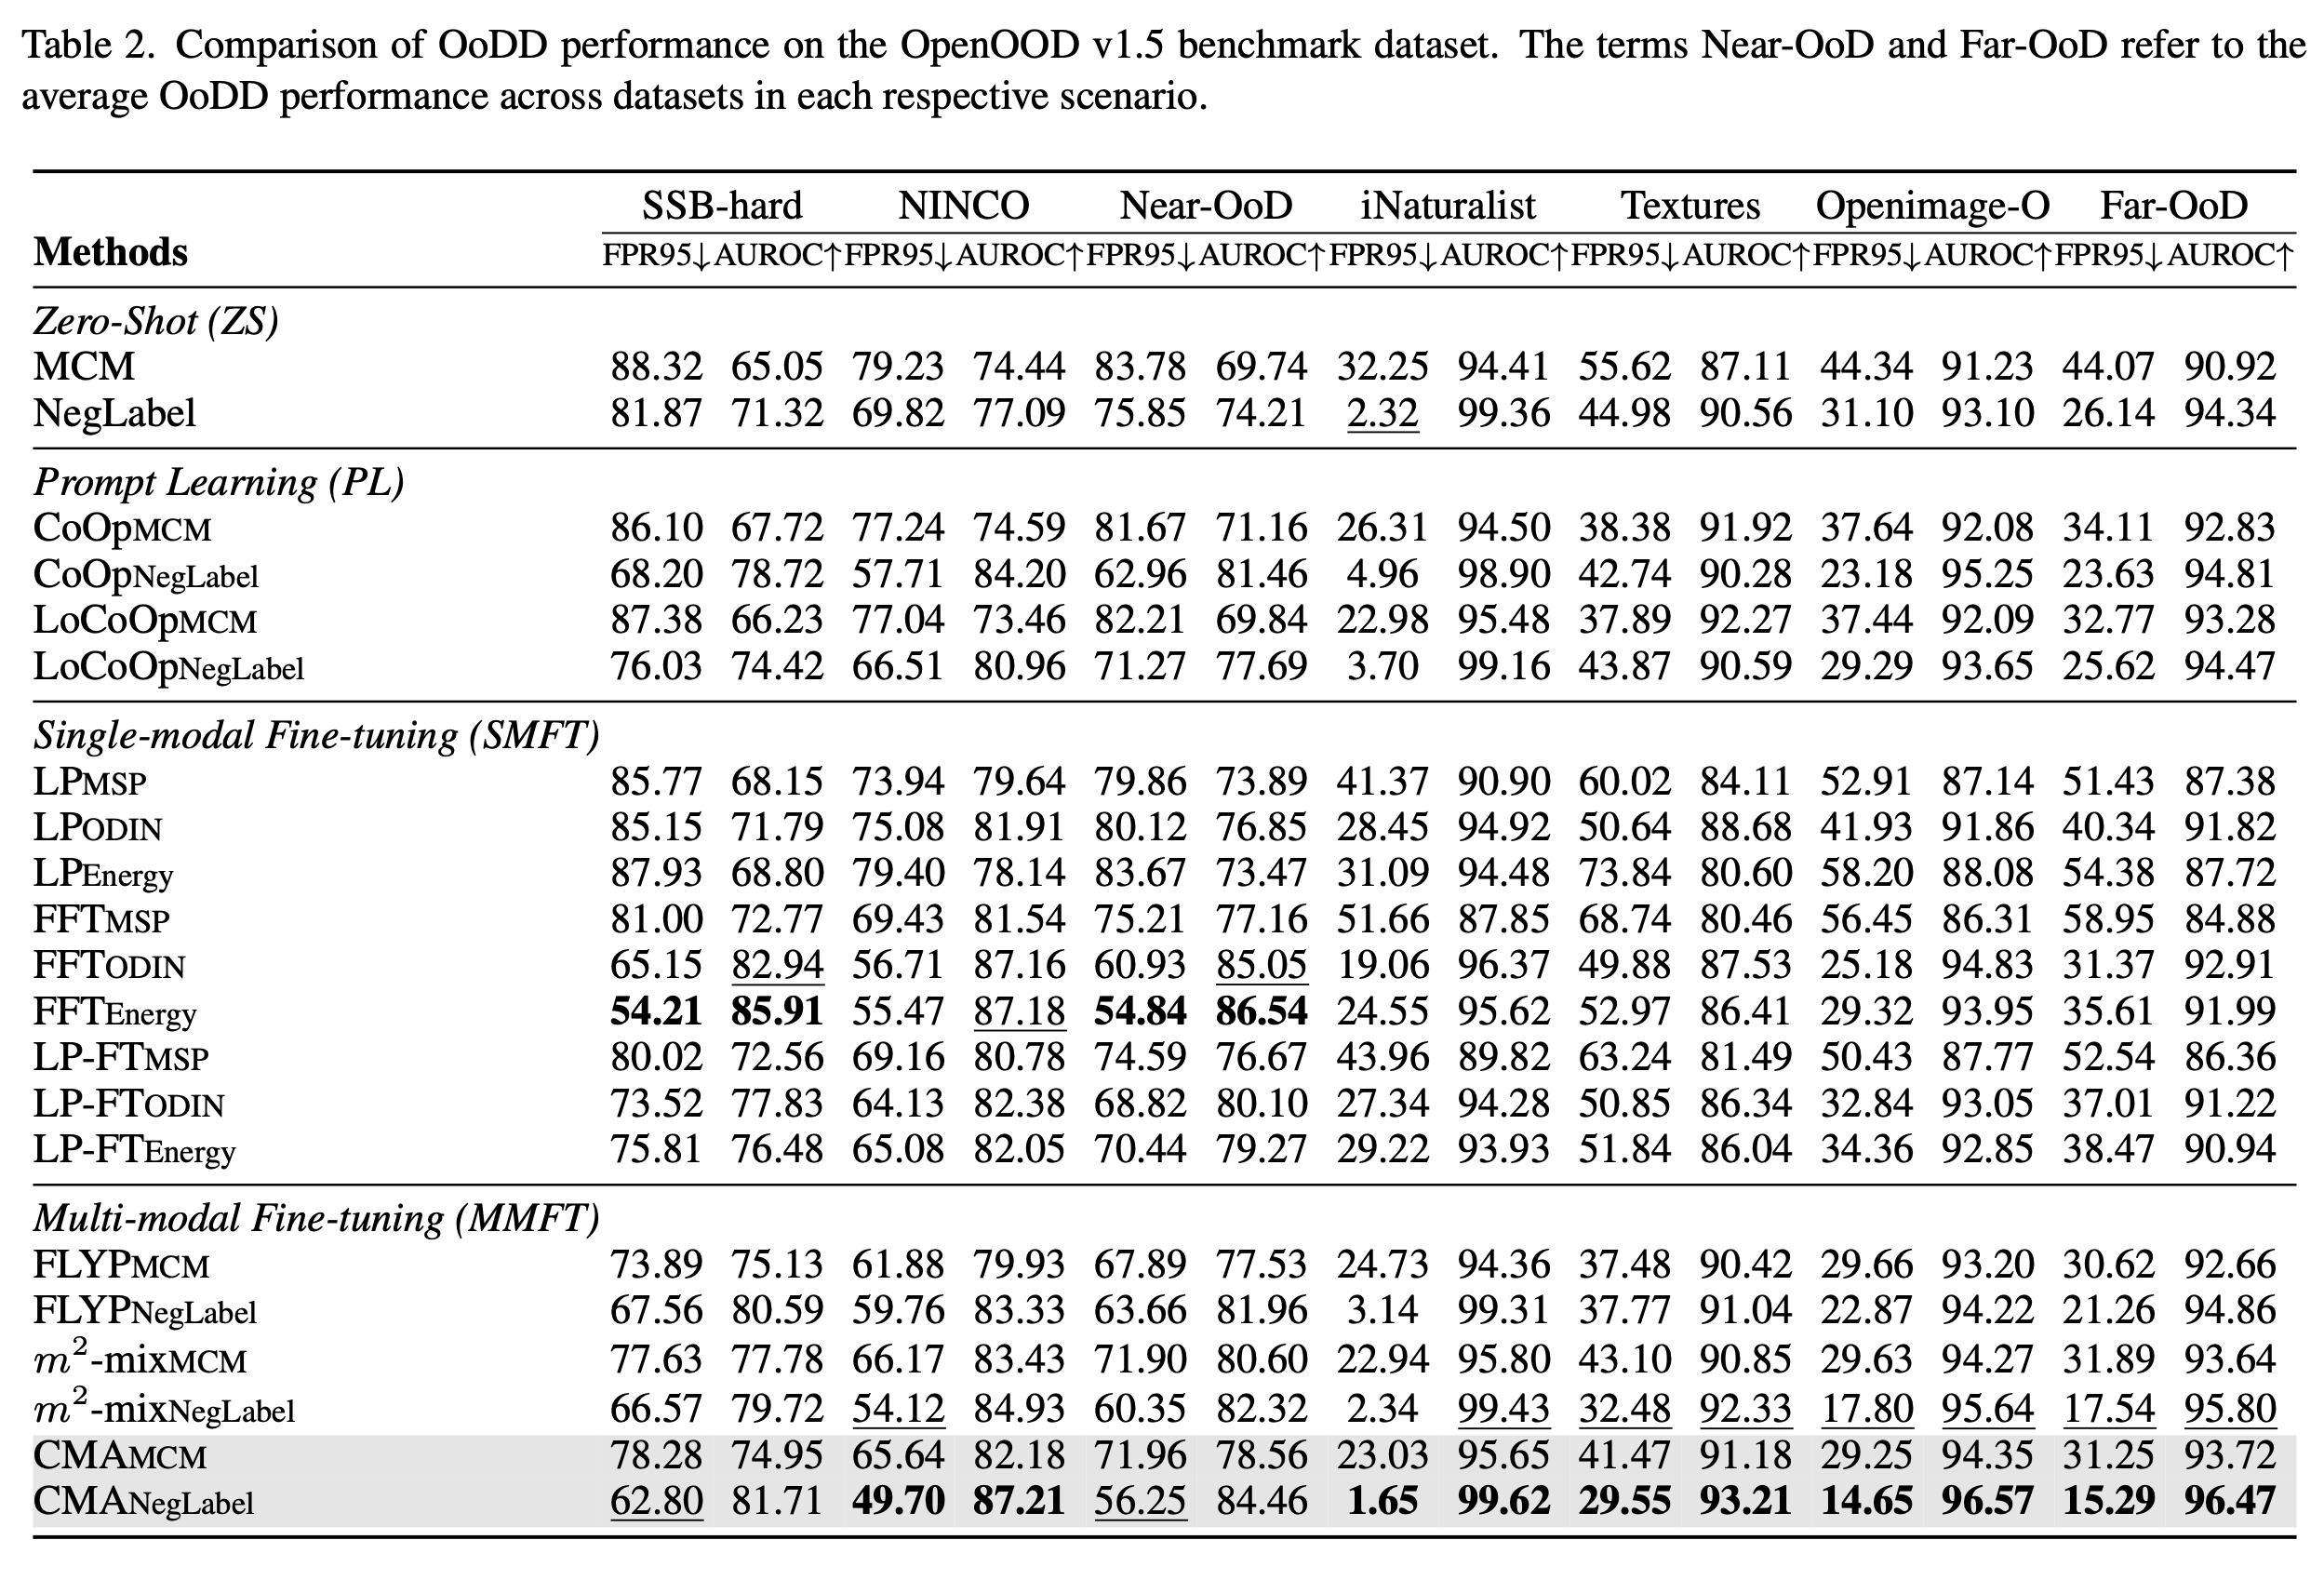 Table 2. Comparison of OoDD performance on the OpenOOD v1.5 benchmark dataset. The terms Near-OoD and Far-OoD refer to the
average OoDD performance across datasets in each respective scenario.
SSB-hard NINCO Near-OoD iNaturalist Textures Openimage-O Far-OoD
Methods FPR95↓ AUROC↑ FPR95↓ AUROC↑ FPR95↓ AUROC↑ FPR95↓ AUROC↑ FPR95↓ AUROC↑ FPR95↓ AUROC↑ FPR95↓ AUROC↑
Zero-Shot (ZS)
MCM 88.32 65.05 79.23 74.44 83.78 69.74 32.25 94.41 55.62 87.11 44.34 91.23 44.07 90.92
NegLabel 81.87 71.32 69.82 77.09 75.85 74.21 2.32 99.36 44.98 90.56 31.10 93.10 26.14 94.34
Prompt Learning (PL)
CoOpMCM 86.10 67.72 77.24 74.59 81.67 71.16 26.31 94.50 38.38 91.92 37.64 92.08 34.11 92.83
CoOpNegLabel 68.20 78.72 57.71 84.20 62.96 81.46 4.96 98.90 42.74 90.28 23.18 95.25 23.63 94.81
LoCoOpMCM 87.38 66.23 77.04 73.46 82.21 69.84 22.98 95.48 37.89 92.27 37.44 92.09 32.77 93.28
LoCoOpNegLabel 76.03 74.42 66.51 80.96 71.27 77.69 3.70 99.16 43.87 90.59 29.29 93.65 25.62 94.47
Single-modal Fine-tuning (SMFT)
LPMSP 85.77 68.15 73.94 79.64 79.86 73.89 41.37 90.90 60.02 84.11 52.91 87.14 51.43 87.38
LPODIN 85.15 71.79 75.08 81.91 80.12 76.85 28.45 94.92 50.64 88.68 41.93 91.86 40.34 91.82
LPEnergy 87.93 68.80 79.40 78.14 83.67 73.47 31.09 94.48 73.84 80.60 58.20 88.08 54.38 87.72
FFTMSP 81.00 72.77 69.43 81.54 75.21 77.16 51.66 87.85 68.74 80.46 56.45 86.31 58.95 84.88
FFTODIN 65.15 82.94 56.71 87.16 60.93 85.05 19.06 96.37 49.88 87.53 25.18 94.83 31.37 92.91
FFTEnergy 54.21 85.91 55.47 87.18 54.84 86.54 24.55 95.62 52.97 86.41 29.32 93.95 35.61 91.99
LP-FTMSP 80.02 72.56 69.16 80.78 74.59 76.67 43.96 89.82 63.24 81.49 50.43 87.77 52.54 86.36
LP-FTODIN 73.52 77.83 64.13 82.38 68.82 80.10 27.34 94.28 50.85 86.34 32.84 93.05 37.01 91.22
LP-FTEnergy 75.81 76.48 65.08 82.05 70.44 79.27 29.22 93.93 51.84 86.04 34.36 92.85 38.47 90.94
Multi-modal Fine-tuning (MMFT)
FLYPMCM 73.89 75.13 61.88 79.93 67.89 77.53 24.73 94.36 37.48 90.42 29.66 93.20 30.62 92.66
FLYPNegLabel 67.56 80.59 59.76 83.33 63.66 81.96 3.14 99.31 37.77 91.04 22.87 94.22 21.26 94.86
m²-mixMCM 77.63 77.78 66.17 83.43 71.90 80.60 22.94 95.80 43.10 90.85 29.63 94.27 31.89 93.64
m²-mixNegLabel 66.57 79.72 54.12 84.93 60.35 82.32 2.34 99.43 32.48 92.33 17.80 95.64 17.54 95.80
CMAMCM 78.28 74.95 65.64 82.18 71.96 78.56 23.03 95.65 41.47 91.18 29.25 94.35 31.25 93.72
CMANegLabel 62.80 81.71 49.70 87.21 56.25 84.46 1.65 99.62 29.55 93.21 14.65 96.57 15.29 96.47